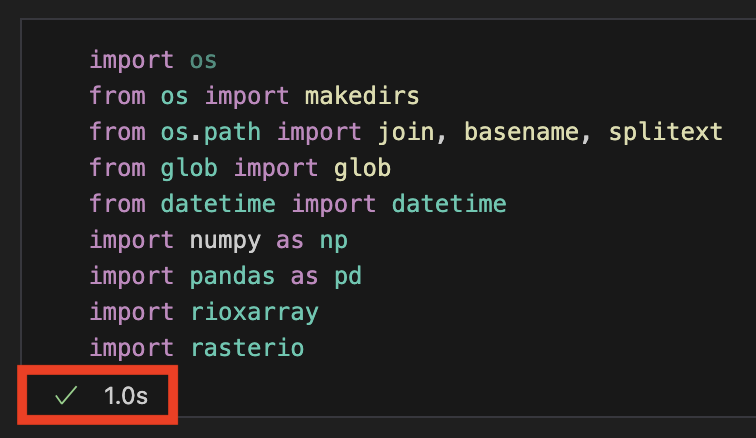 import os
from os import makedirs
from os.path import join, basename, splitext
from glob import glob
from datetime import datetime
import numpy as np
import pandas as pd
import rioxarray
import rasterio
✓ 1.0s